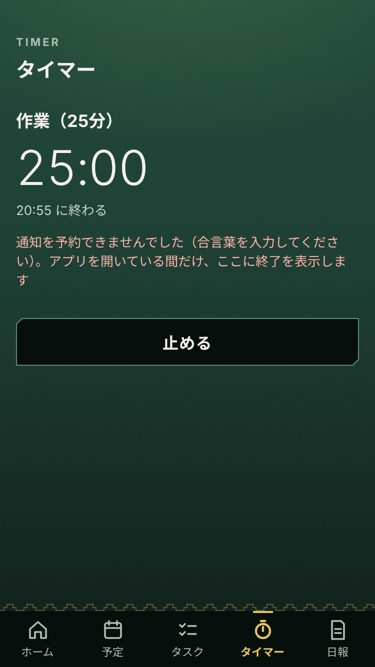 TIMER
タイマー
作業（25分）
25:00
20:55 に終わる
通知を予約できませんでした（合言葉を入力してくださ
い）。アプリを開いている間だけ、ここに終了を表示しま
す
止める
ホーム
予定
タスク
タイマー
日報